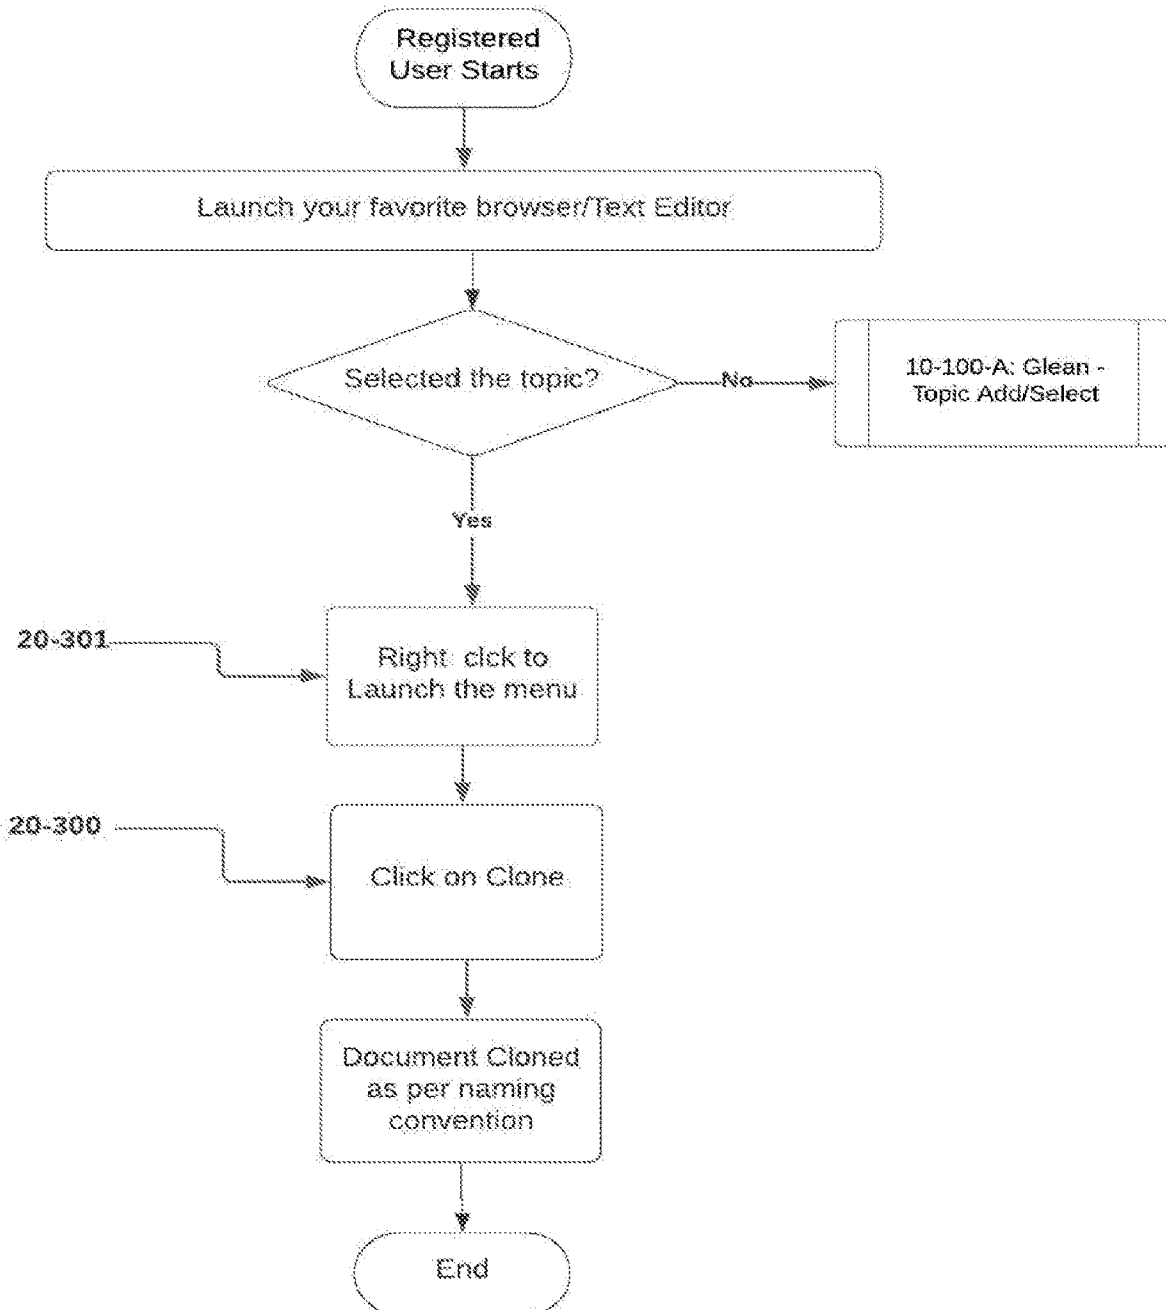 Registered
User Starts
Launch your favorite browser/Text Editor
Selected the topic?
No
10-100-A: Glean -
Topic Add/Select
Yes
20-301
Right clck to
Launch the menu
20-300
Click on Clone
Document Cloned
as per naming
convention
End